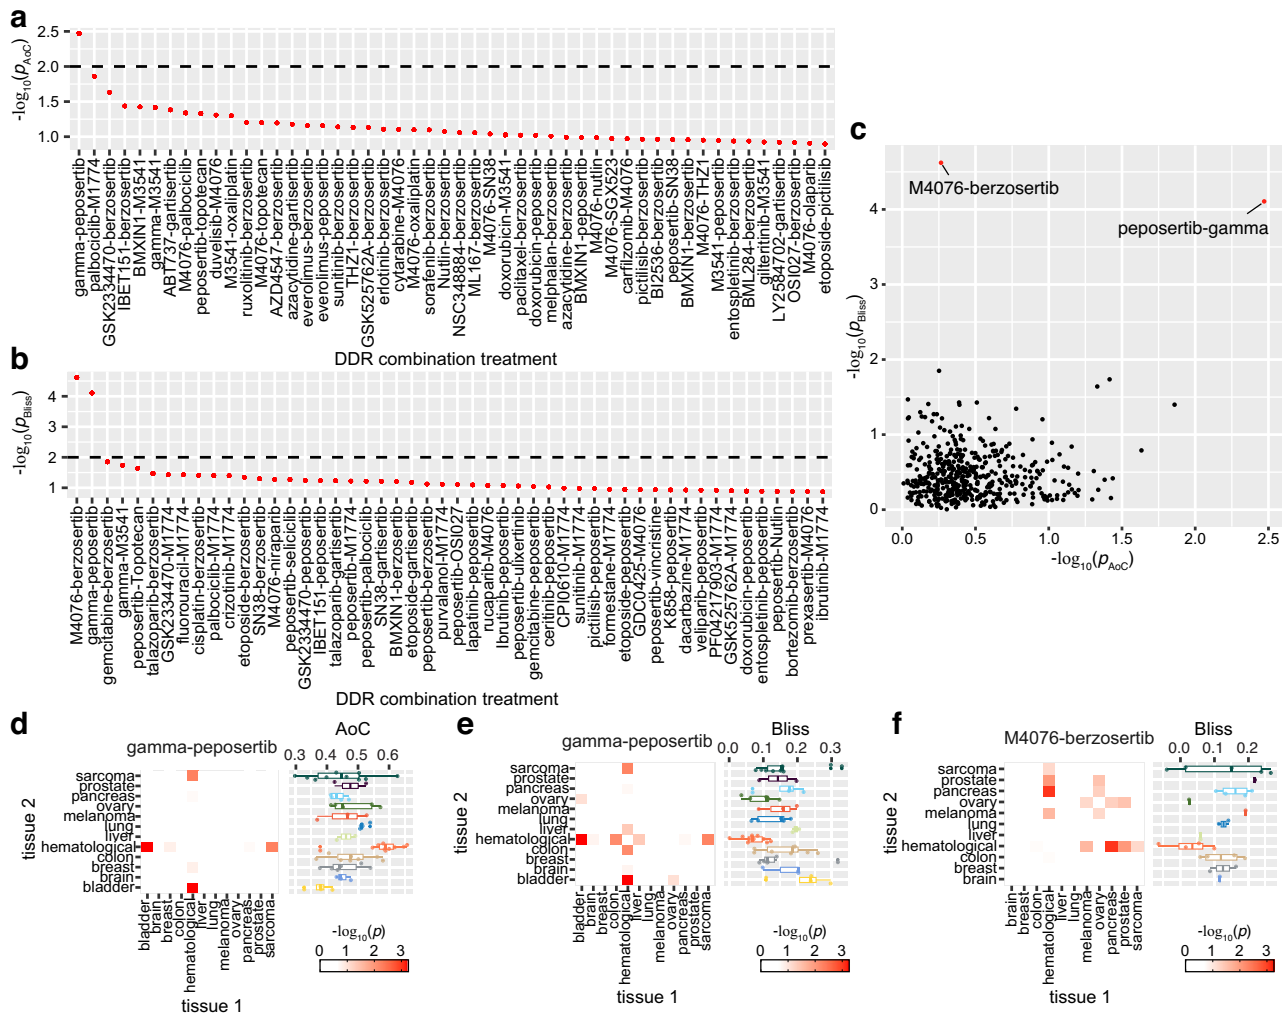 a
-log10(pAoC)
2.5
2.0
1.5
1.0
gamma-peposertib
palbociclib-M1774
GSK2334470-berzosertib
IBET151-berzosertib
BMXIN1-M3541
gamma-M3541
ABT737-gartisertib
M4076-palbociclib
peposertib-topotecan
duvelisib-M4076
M3541-oxaliplatin
ruxolitinib-berzosertib
M4076-topotecan
AZD4547-berzosertib
azacytidine-gartisertib
everolimus-berzosertib
everolimus-peposertib
sunitinib-berzosertib
THZ1-berzosertib
GSK525762A-berzosertib
erlotinib-berzosertib
cytarabine-M4076
M4076-oxaliplatin
sorafenib-berzosertib
Nutlin-berzosertib
NSC348884-berzosertib
ML167-berzosertib
M4076-SN38
doxorubicin-M3541
paclitaxel-berzosertib
doxorubicin-peposertib
melphalan-berzosertib
azacytidine-berzosertib
BMXIN1-peposertib
M4076-nutlin
M4076-SGX523
carfilzomib-M4076
pictilisib-berzosertib
BI2536-berzosertib
peposertib-SN38
BMXIN1-berzosertib
M4076-THZ1
M3541-peposertib
entospletinib-berzosertib
BML284-berzosertib
gilteritinib-M3541
LY2584702-gartisertib
OSI027-berzosertib
M4076-olaparib
etoposide-pictilisib
DDR combination treatment
b
-log10(pBliss)
4
3
2
1
M4076-berzosertib
gamma-peposertib
gemcitabine-berzosertib
gamma-M3541
peposertib-Topotecan
talazoparib-berzosertib
GSK2334470-M1774
fluorouracil-M1774
cisplatin-berzosertib
palbociclib-M1774
crizotinib-M1774
etoposide-berzosertib
SN38-berzosertib
M4076-niraparib
peposertib-seliciclib
GSK2334470-peposertib
IBET151-peposertib
talazoparib-gartisertib
peposertib-M1774
peposertib-palbociclib
SN38-gartisertib
BMXIN1-berzosertib
etoposide-gartisertib
peposertib-berzosertib
purvalanol-M1774
peposertib-OSI027
lapatinib-peposertib
rucaparib-M4076
Ibrutinib-peposertib
peposertib-ulixertinib
gemcitabine-peposertib
ceritinib-peposertib
CPI0610-M1774
sunitinib-M1774
pictilisib-peposertib
formestane-M1774
etoposide-peposertib
GDC0425-M4076
peposertib-vincristine
K858-peposertib
dacarbazine-M1774
veliparib-peposertib
PF04217903-M1774
GSK525762A-M1774
doxorubicin-peposertib
entospletinib-peposertib
peposertib-Nutlin
bortezomib-berzosertib
prexasertib-M4076
ibrutinib-M1774
DDR combination treatment
c
-log10(pBliss)
4
3
2
1
0
M4076-berzosertib
peposertib-gamma
0.0
0.5
1.0
1.5
2.0
2.5
-log10(pAoC)
d
gamma-peposertib
AoC
0.3
0.4
0.5
0.6
tissue 2
sarcoma
prostate
pancreas
ovary
melanoma
lung
liver
hematological
colon
breast
brain
bladder
bladder
brain
breast
colon
hematological
liver
lung
melanoma
ovary
pancreas
prostate
sarcoma
tissue 1
-log10(p)
0
1
2
3
e
gamma-peposertib
Bliss
0.0
0.1
0.2
0.3
tissue 2
sarcoma
prostate
pancreas
ovary
melanoma
lung
liver
hematological
colon
breast
brain
bladder
bladder
brain
breast
colon
hematological
liver
lung
melanoma
ovary
pancreas
prostate
sarcoma
tissue 1
-log10(p)
0
1
2
3
f
M4076-berzosertib
Bliss
0.0
0.1
0.2
tissue 2
sarcoma
prostate
pancreas
ovary
melanoma
lung
liver
hematological
colon
breast
brain
brain
breast
colon
hematological
liver
lung
melanoma
ovary
pancreas
prostate
sarcoma
tissue 1
-log10(p)
0
1
2
3